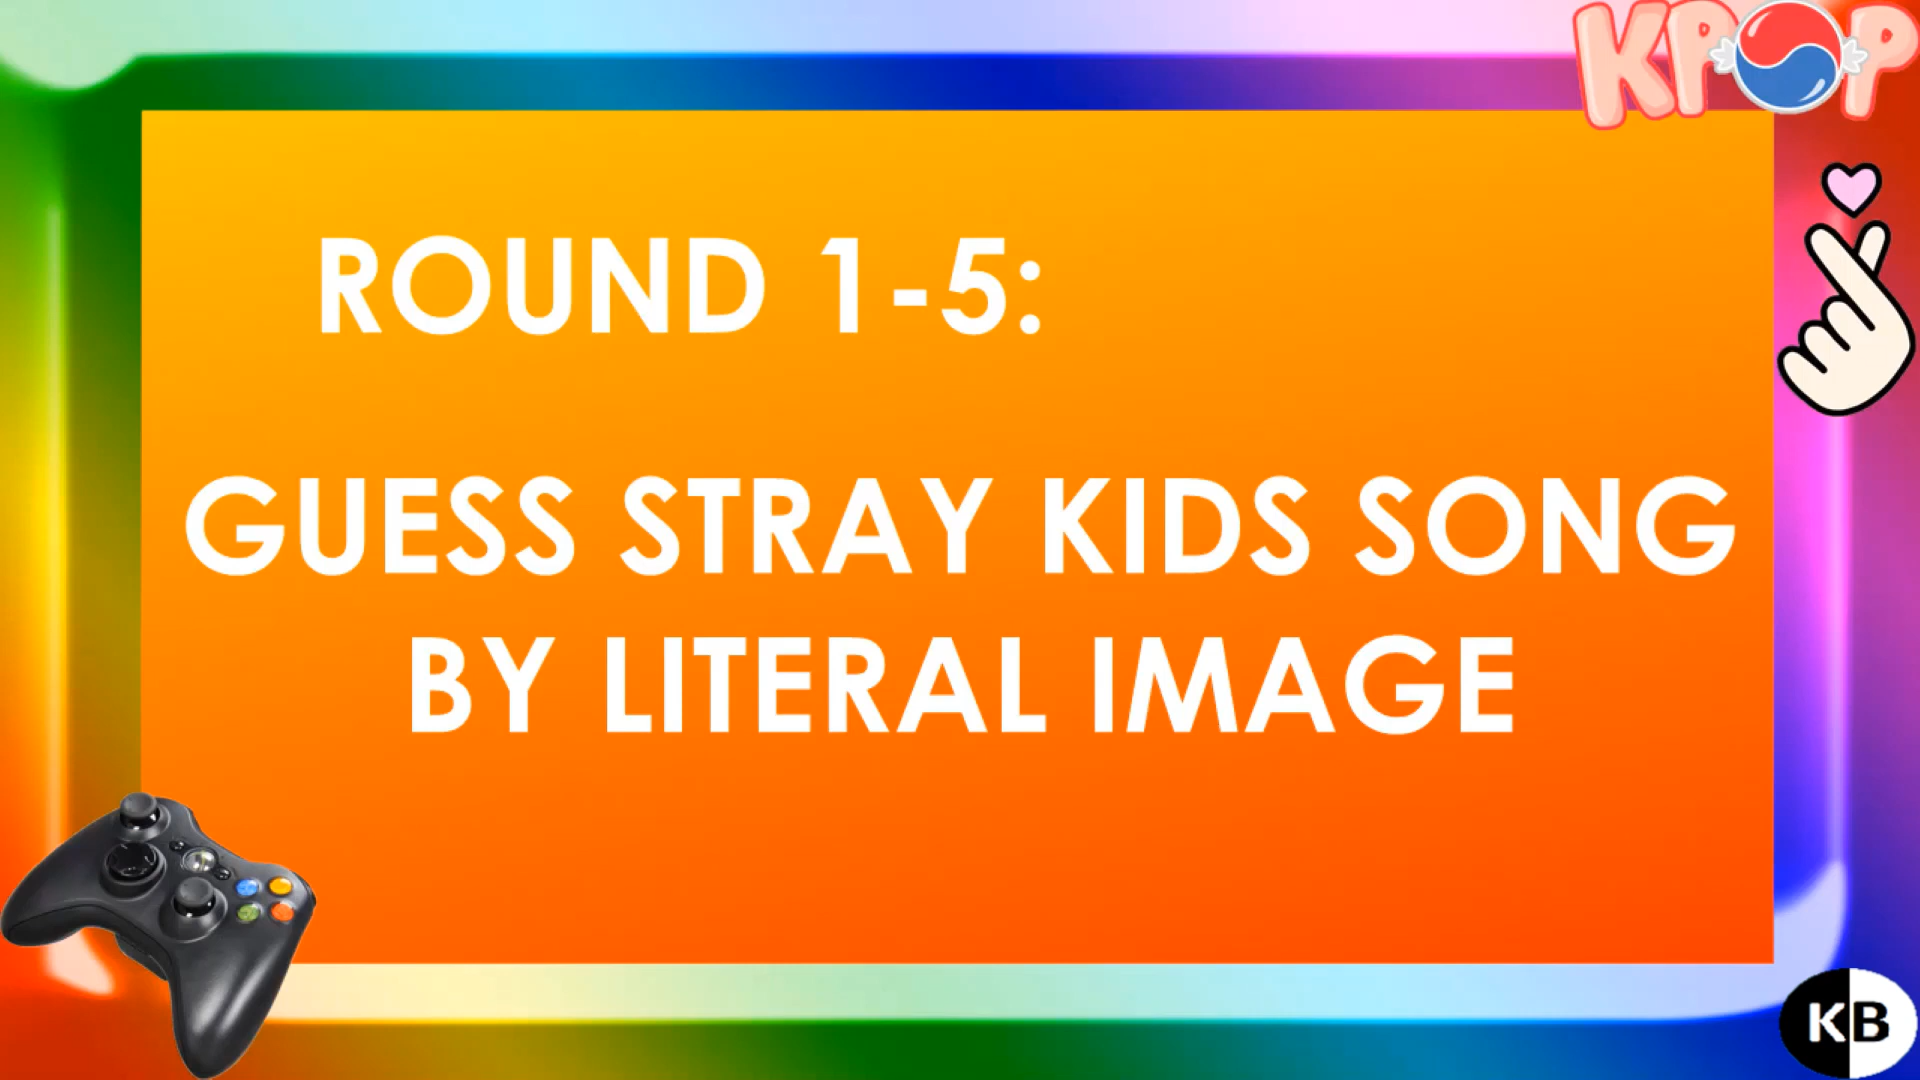 KPOP
ROUND 1-5:
GUESS STRAY KIDS SONG
BY LITERAL IMAGE
KB